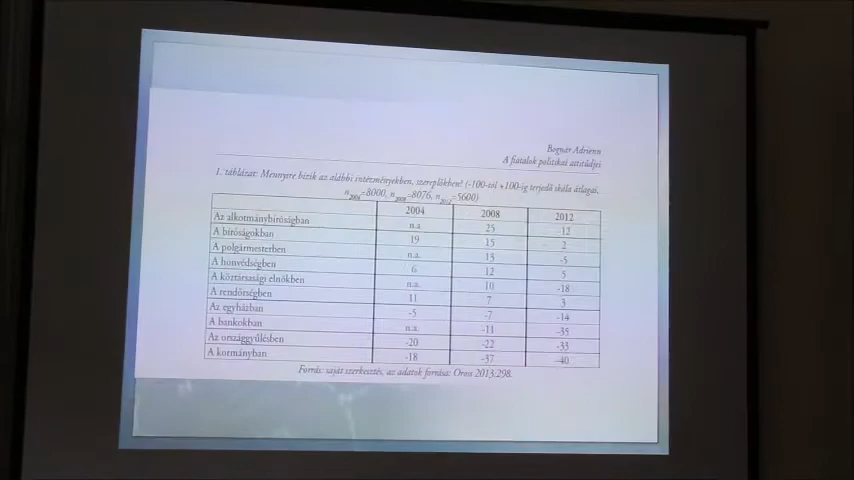 Bognár Adrienn
A fiatalok politikai attitűdjei
1. táblázat: Mennyire bízik az alábbi intézményekben, szereplőkben? (-100-tól +100-ig terjedő skála átlagai,
n2004=8000, n2008=8076, n2012=5600)
2004 2008 2012
Az alkotmánybíróságban n.a 25 -12
A bíróságokban 19 15 2
A polgármesterben n.a. 13 -5
A honvédségben 6 12 5
A köztársasági elnökben n.a. 10 -18
A rendőrségben 11 7 3
Az egyházban -5 -7 -14
A bankokban n.a. -11 -35
Az országgyűlésben -20 -22 -33
A kormányban -18 -37 -40
Forrás: saját szerkesztés, az adatok forrása: Oross 2013:298.